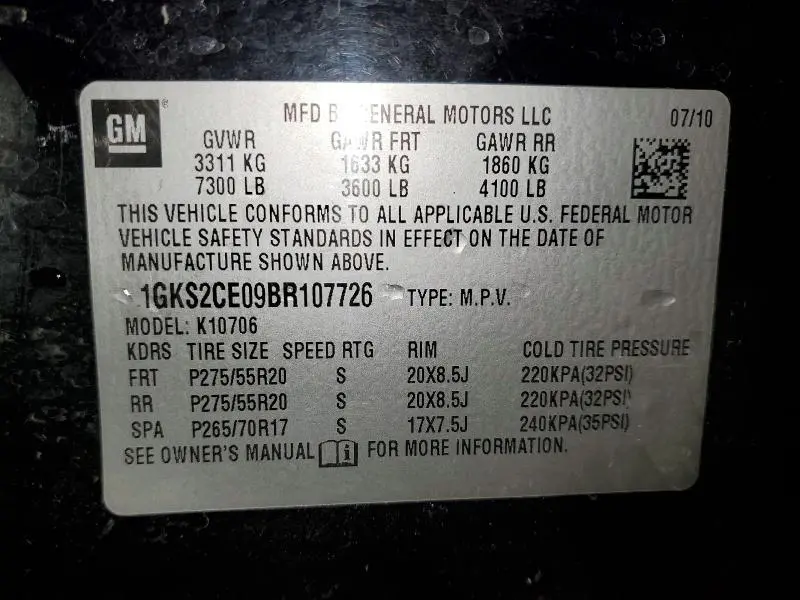 GM
MFD B GENERAL MOTORS LLC 07/10
GVWR GAWR FRT GAWR RR
3311 KG 1633 KG 1860 KG
7300 LB 3600 LB 4100 LB
THIS VEHICLE CONFORMS TO ALL APPLICABLE U.S. FEDERAL MOTOR
VEHICLE SAFETY STANDARDS IN EFFECT ON THE DATE OF
MANUFACTURE SHOWN ABOVE.
1GKS2CE09BR107726 TYPE: M.P.V.
MODEL: K10706
KDRS TIRE SIZE SPEED RTG RIM COLD TIRE PRESSURE
FRT P275/55R20 S 20X8.5J 220KPA(32PSI)
RR P275/55R20 S 20X8.5J 220KPA(32PSI)
SPA P265/70R17 S 17X7.5J 240KPA(35PSI)
SEE OWNER'S MANUAL i FOR MORE INFORMATION.